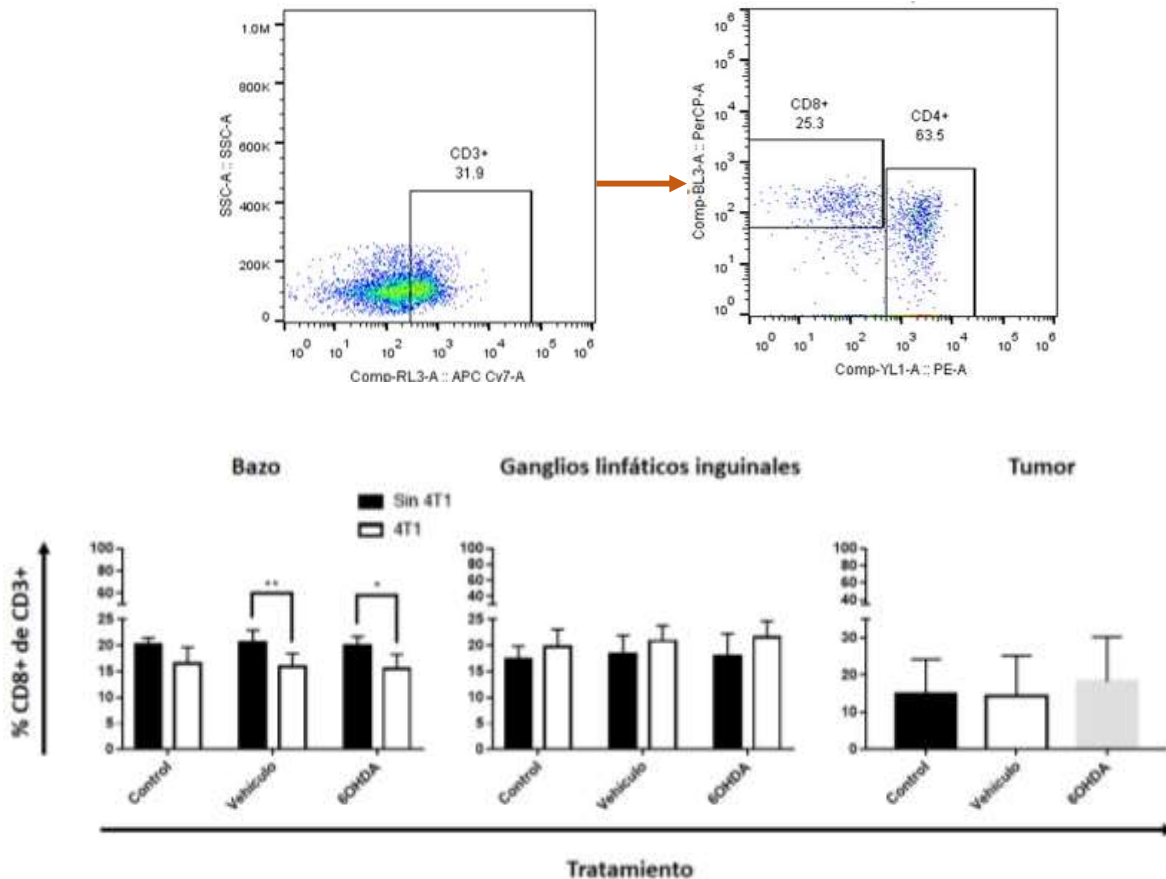 1.0M
800K
600K
400K
200K
0
SSC-A :: SSC-A
CD3+
31.9
10^0 10^1 10^2 10^3 10^4 10^5 10^6
Comp-RL3-A :: APC Cy7-A
10^6
10^5
10^4
10^3
10^2
10^1
10^0
Comp-BL3-A :: PerCP-A
CD8+
25.3
CD4+
63.5
10^0 10^1 10^2 10^3 10^4 10^5 10^6
Comp-YL1-A :: PE-A
Bazo
Ganglios linfáticos inguinales
Tumor
Sin 4T1
4T1
% CD8+ de CD3+
100
80
60
25
20
15
10
5
0
**
*
Control
Vehículo
6OHDA
100
80
60
40
25
20
15
10
5
0
Control
Vehículo
6OHDA
100
80
60
40
30
20
10
0
Control
Vehículo
6OHDA
Tratamiento